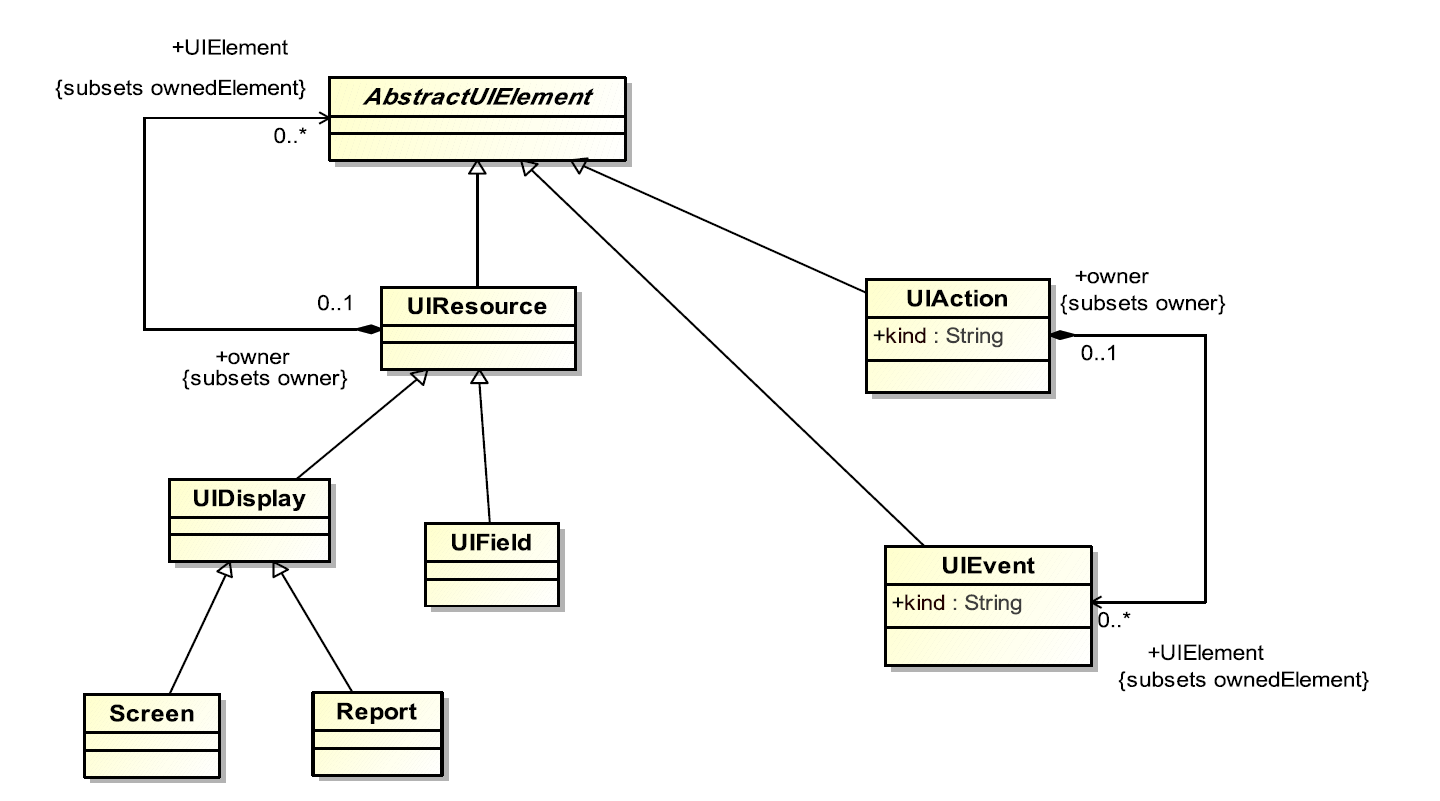 +UIElement
{subsets ownedElement}
AbstractUIElement
0..*
+owner
{subsets owner}
UIAction
0..1
UIResource
+kind : String
0..1
+owner
{subsets owner}
UIDisplay
UIField
UIEvent
+kind : String
0..*
+UIElement
{subsets ownedElement}
Screen
Report